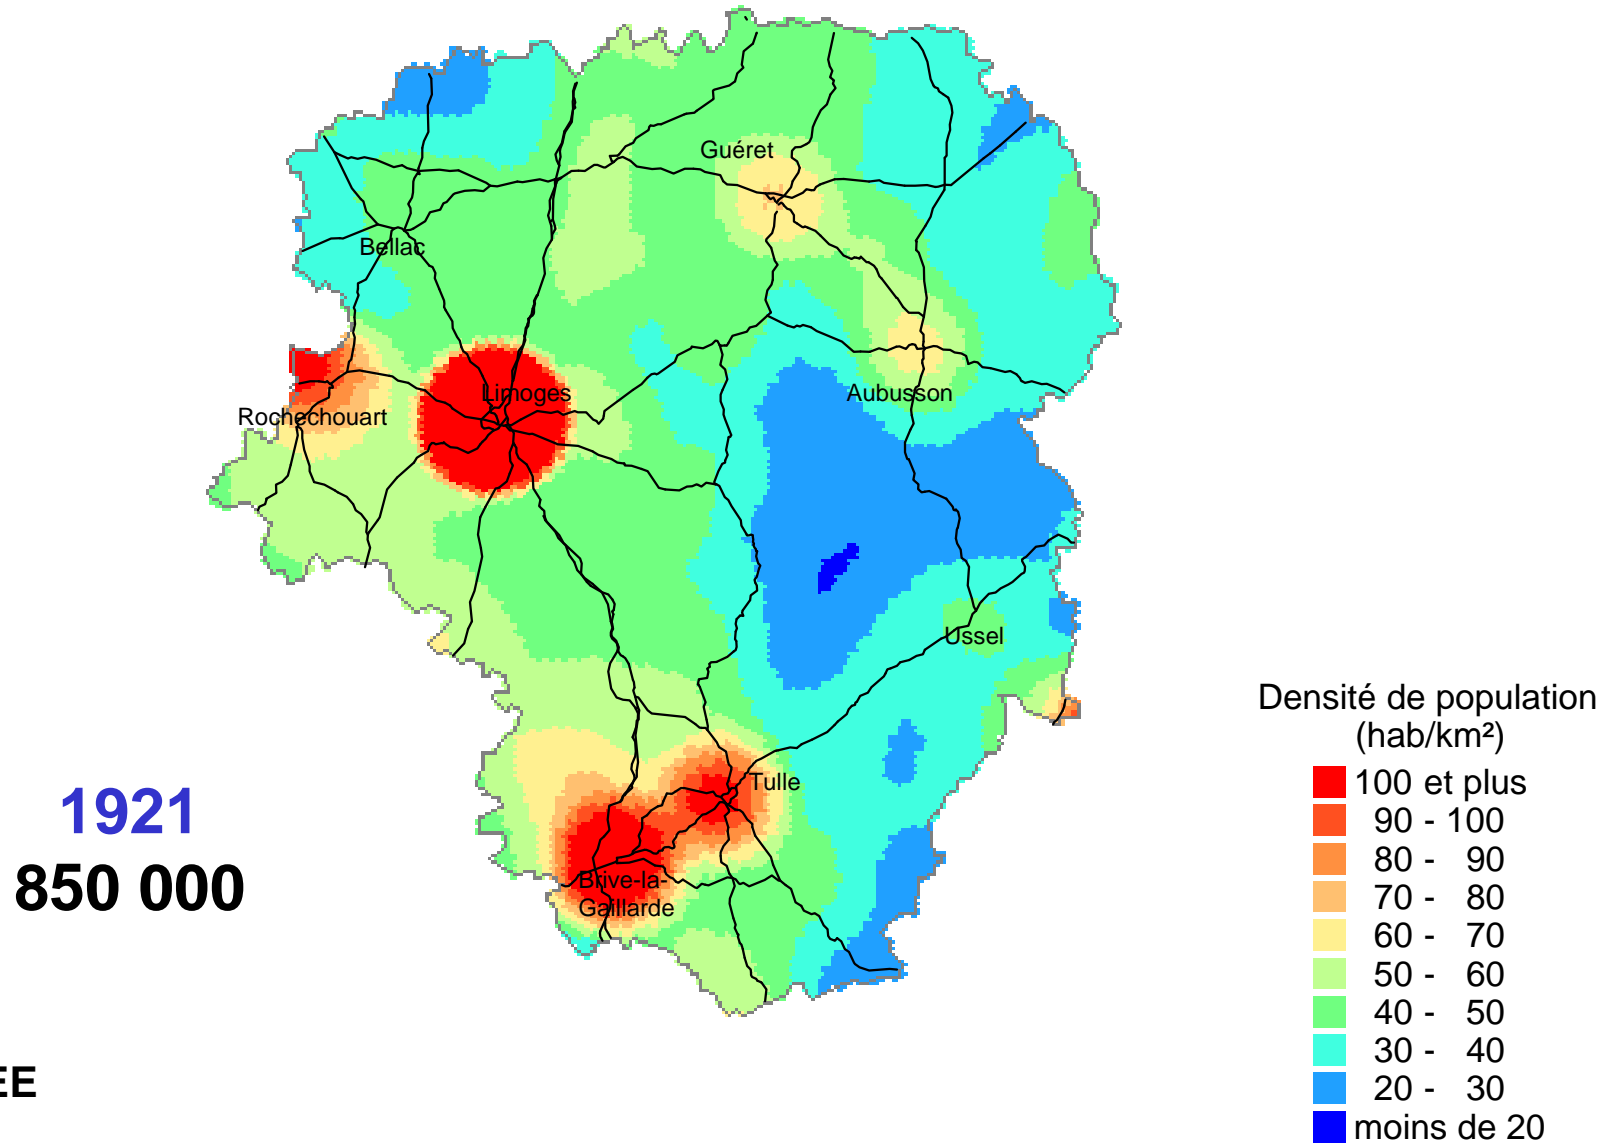 Guéret
Bellac
Limoges
Aubusson
Rochechouart
Ussel
Tulle
Brive-la-
Gaillarde
1921
850 000
Densité de population
(hab/km²)
100 et plus
90 - 100
80 - 90
70 - 80
60 - 70
50 - 60
40 - 50
30 - 40
20 - 30
moins de 20
EE